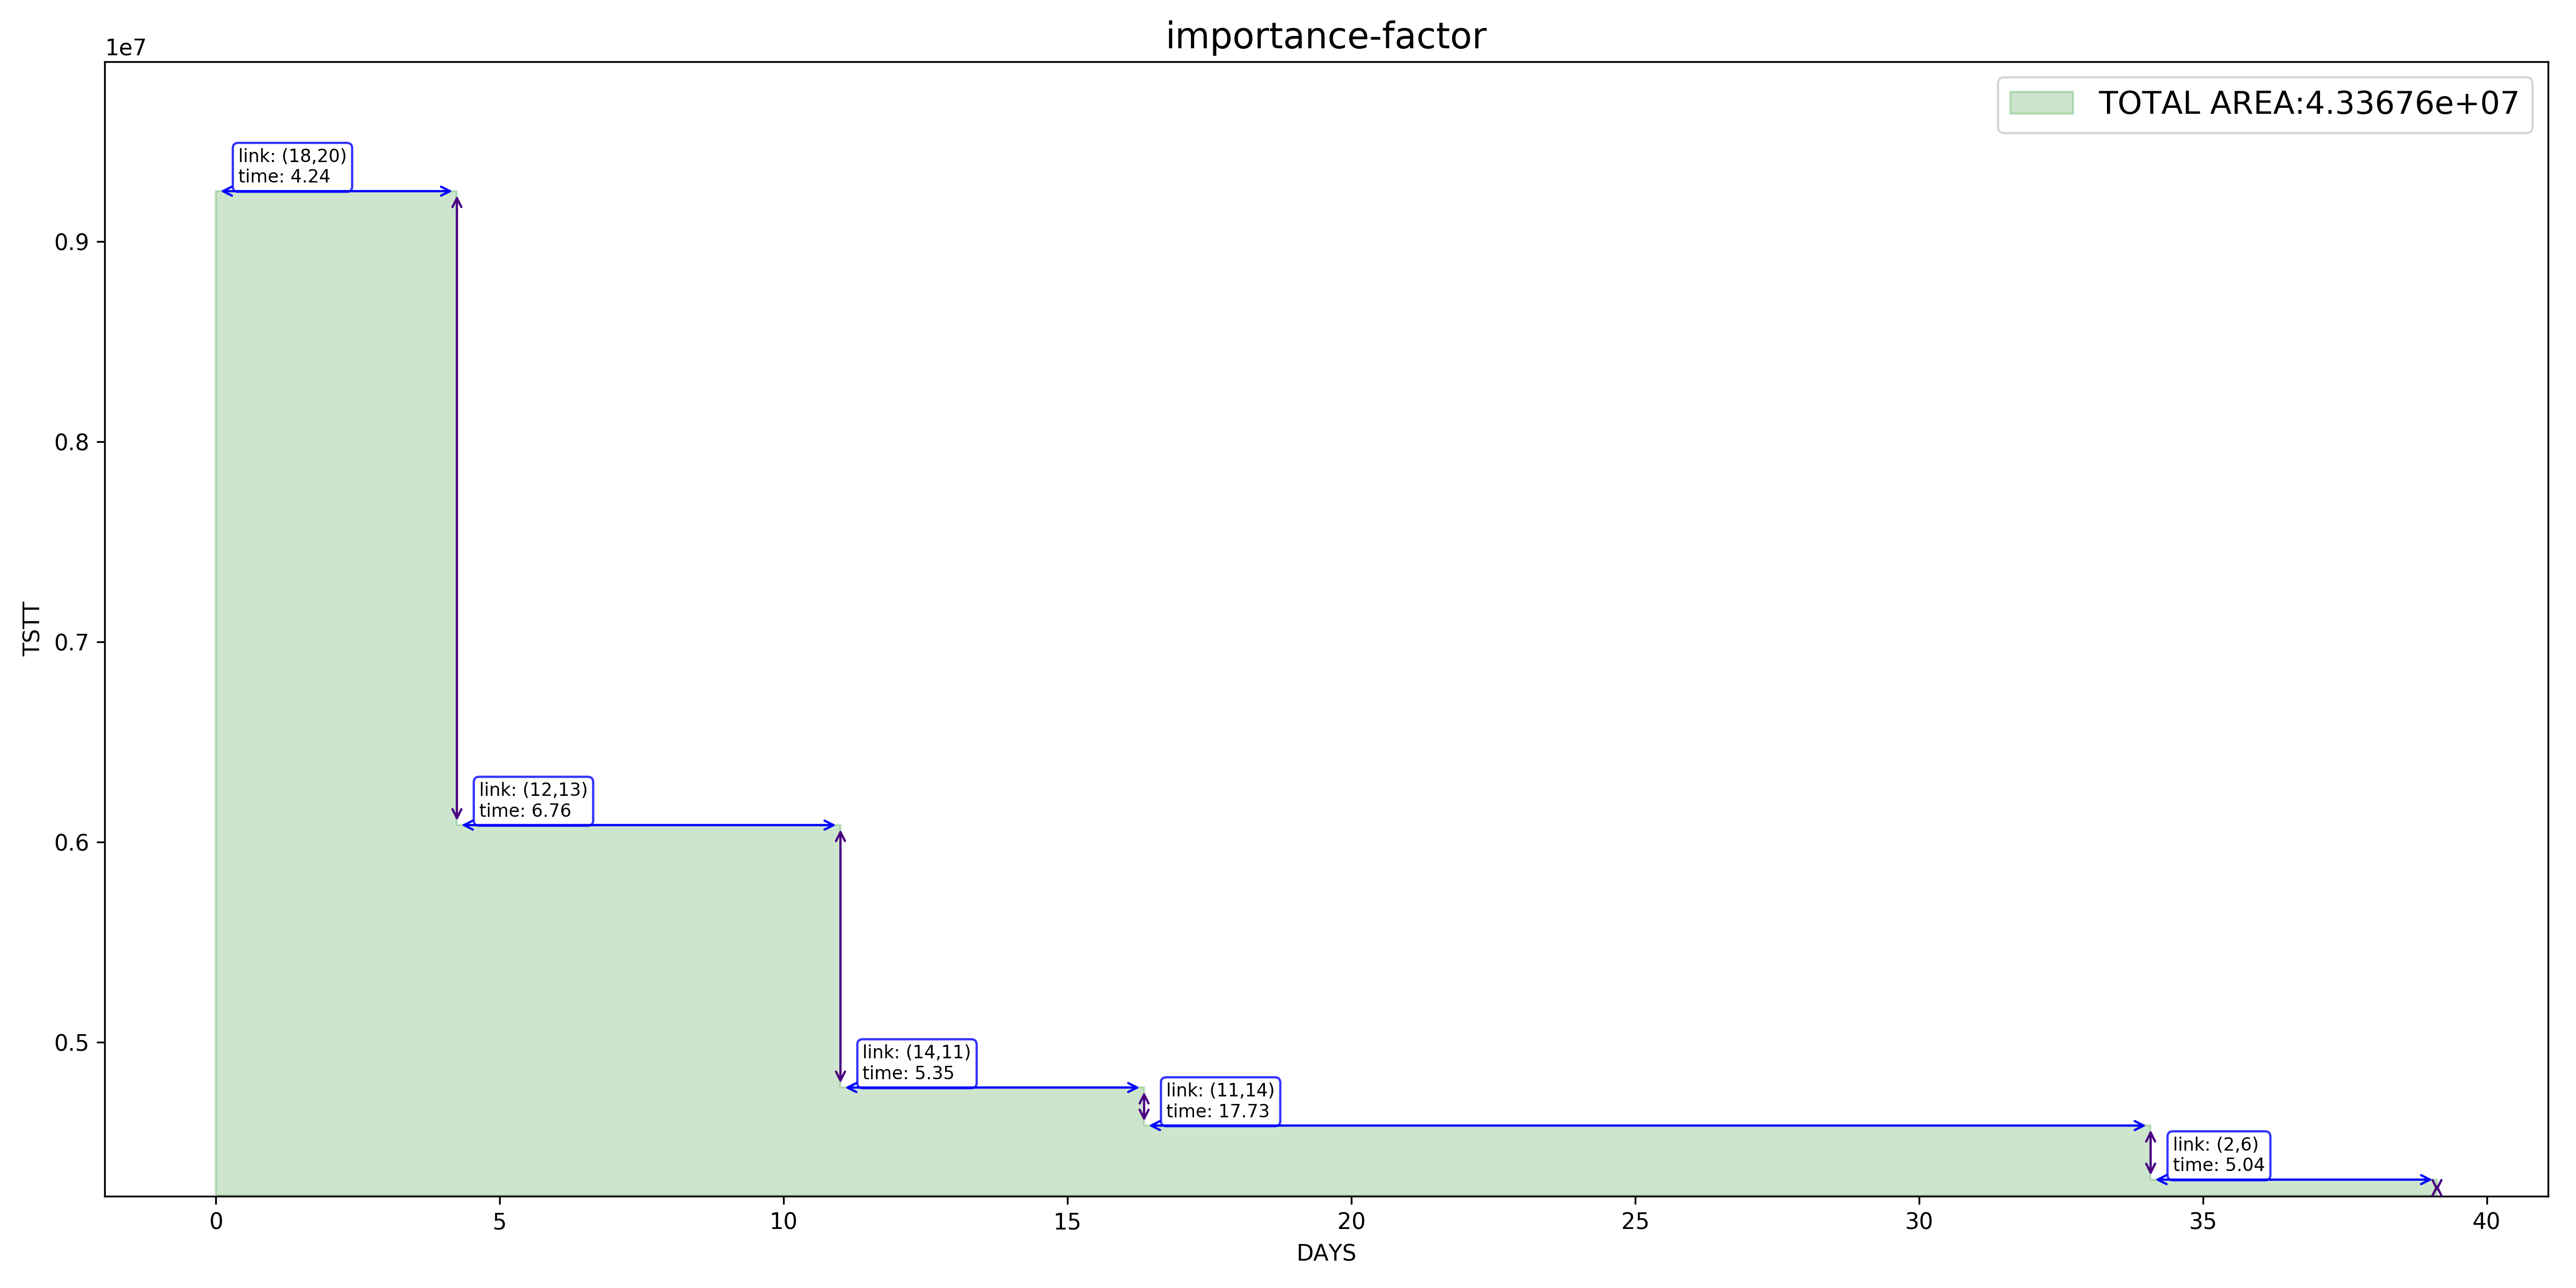 importance-factor
1e7
TOTAL AREA:4.33676e+07
link: (18,20)
time: 4.24
0.9
0.8
0.7
TSTT
link: (12,13)
time: 6.76
0.6
0.5
link: (14,11)
time: 5.35
link: (11,14)
time: 17.73
link: (2,6)
time: 5.04
0 5 10 15 20 25 30 35 40
DAYS